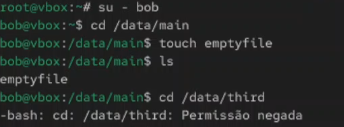 root@vbox:~# su - bob
bob@vbox:~$ cd /data/main
bob@vbox:/data/main$ touch emptyfile
bob@vbox:/data/main$ ls
emptyfile
bob@vbox:/data/main$ cd /data/third
-bash: cd: /data/third: Permissão negada